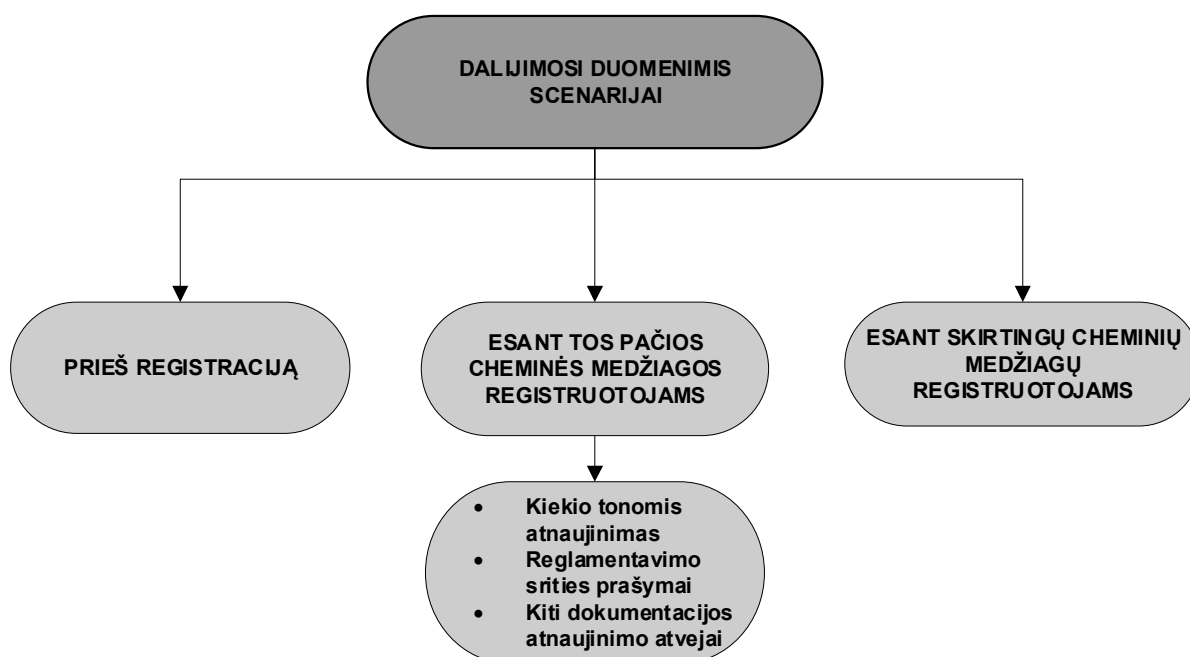 DALIJIMOSI DUOMENIMIS
SCENARIJAI
PRIEŠ REGISTRACIJĄ
ESANT TOS PAČIOS
CHEMINĖS MEDŽIAGOS
REGISTRUOTOJAMS
ESANT SKIRTINGŲ CHEMINIŲ
MEDŽIAGŲ
REGISTRUOTOJAMS
• Kiekio tonomis
atnaujinimas
• Reglamentavimo
srities prašymai
• Kiti dokumentacijos
atnaujinimo atvejai